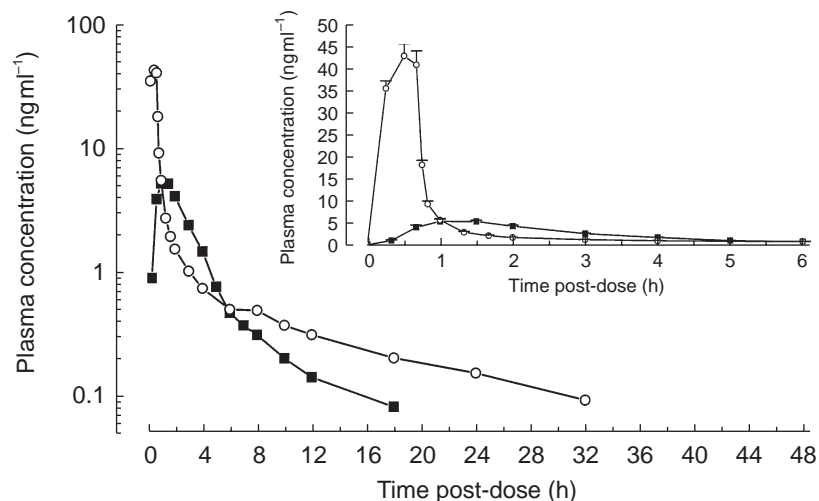 100
10
1
0.1
Plasma concentration (ngml⁻¹)
0 4 8 12 16 20 24 28 32 36 40 44 48
Time post-dose (h)
50
45
40
35
30
25
20
15
10
5
0
Plasma concentration (ngml⁻¹)
0 1 2 3 4 5 6
Time post-dose (h)